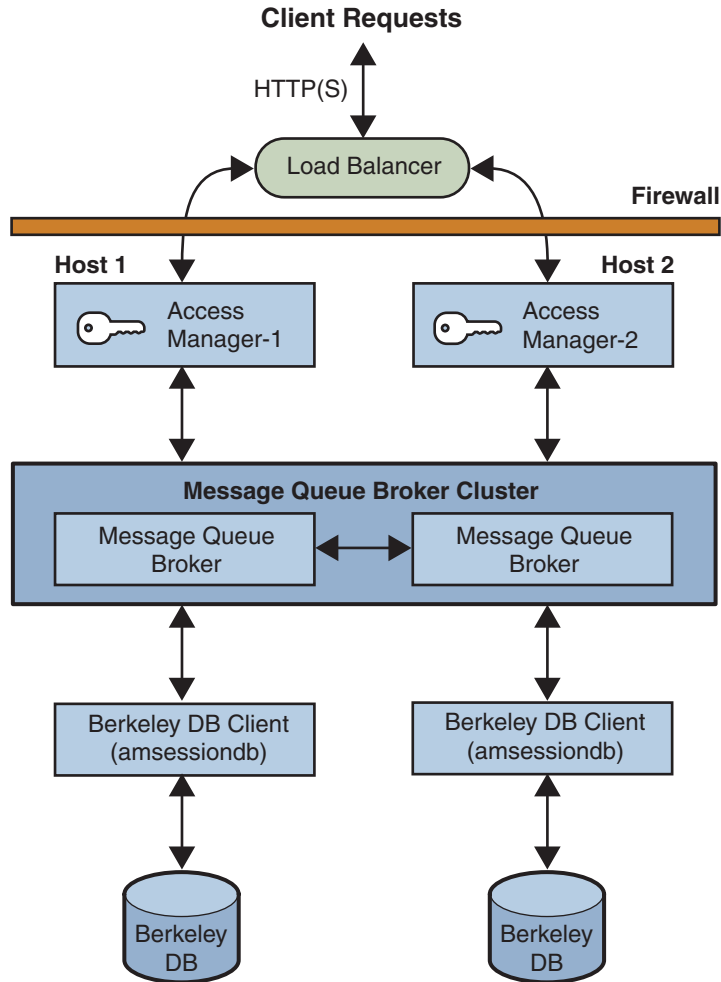 Client Requests
HTTP(S)
Load Balancer
Firewall
Host 1
Host 2
Access
Manager-1
Access
Manager-2
Message Queue Broker Cluster
Message Queue
Broker
Message Queue
Broker
Berkeley DB Client
(amsessiondb)
Berkeley DB Client
(amsessiondb)
Berkeley
DB
Berkeley
DB